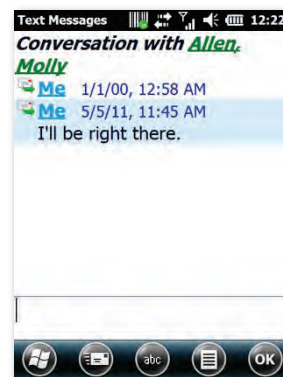 Text Messages 12:22
Conversation with Allen,
Molly
Me 1/1/00, 12:58 AM
Me 5/5/11, 11:45 AM
I'll be right there.
abc OK